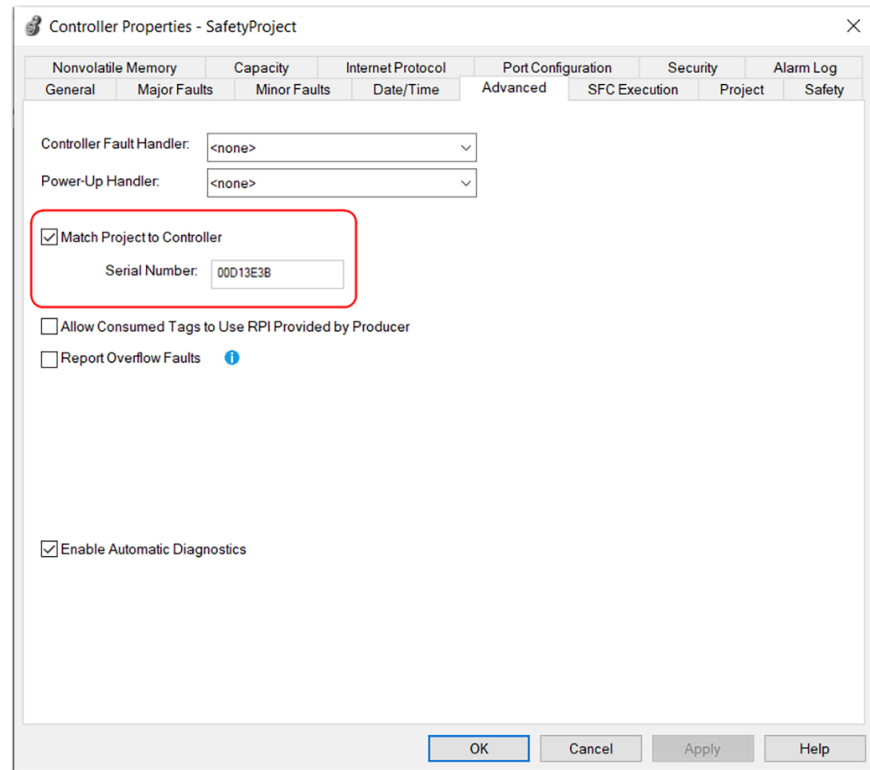 Controller Properties - SafetyProject
Nonvolatile Memory Capacity Internet Protocol Port Configuration Security Alarm Log
General Major Faults Minor Faults Date/Time Advanced SFC Execution Project Safety
Controller Fault Handler: <none>
Power-Up Handler: <none>
Match Project to Controller
Serial Number: 00D13E3B
Allow Consumed Tags to Use RPI Provided by Producer
Report Overflow Faults
Enable Automatic Diagnostics
OK Cancel Apply Help